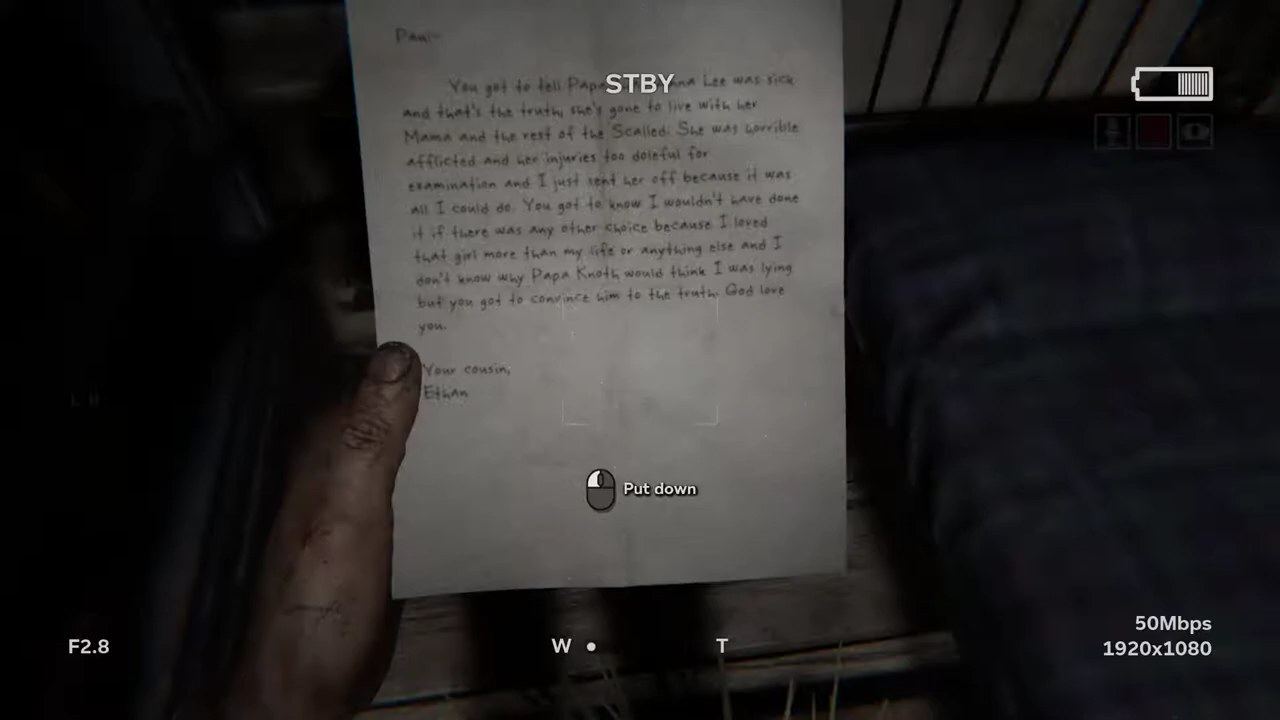 Paul-
You got to tell Papa Anna Lee was sick
and that's the truth, she's gone to live with her
Mama and the rest of the Scalled. She was horrible
afflicted and her injuries too doleful for
examination and I just sent her off because it was
all I could do. You got to know I wouldn't have done
it if there was any other choice because I loved
that girl more than my life or anything else and I
don't know why Papa Knoth would think I was lying
but you got to convince him to the truth. God love
you.
Your cousin,
Ethan
STBY
Put down
F2.8
W
T
50Mbps
1920x1080